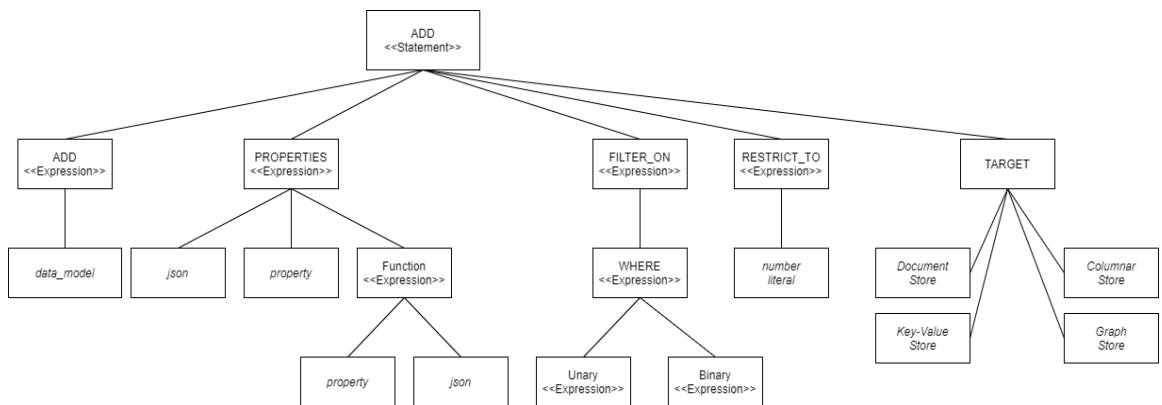 ADD
<<Statement>>
ADD
<<Expression>>
PROPERTIES
<<Expression>>
FILTER_ON
<<Expression>>
RESTRICT_TO
<<Expression>>
TARGET
data_model
json
property
Function
<<Expression>>
WHERE
<<Expression>>
number
literal
Document
Store
Columnar
Store
Key-Value
Store
Graph
Store
property
json
Unary
<<Expression>>
Binary
<<Expression>>